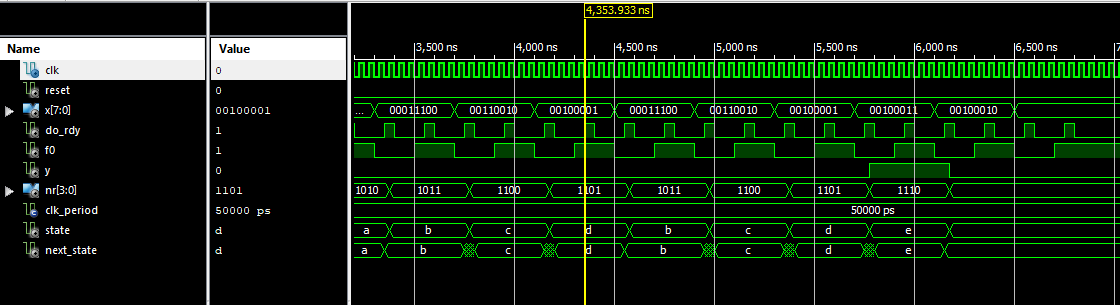 4,353.933 ns
Name Value 3,500 ns 4,000 ns 4,500 ns 5,000 ns 5,500 ns 6,000 ns 6,500 ns
clk 0
reset 0
x[7:0] 00100001 ... 00011100 00110010 00100001 00011100 00110010 00100001 00100011 00100010
do_rdy 1
f0 1
y 0
nr[3:0] 1101 1010 1011 1100 1101 1011 1100 1101 1110
clk_period 50000 ps 50000 ps
state d a b c d b c d e
next_state d a b c d b c d e